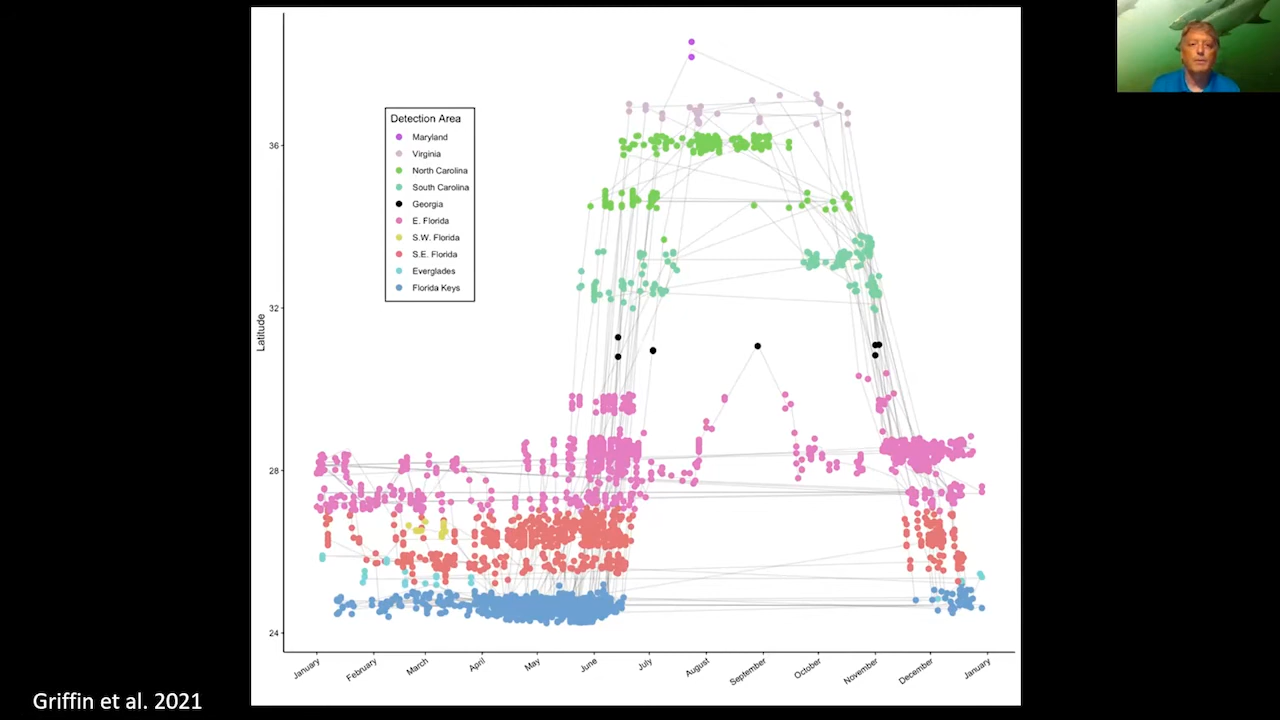 Detection Area
Maryland
Virginia
North Carolina
South Carolina
Georgia
E. Florida
S.W. Florida
S.E. Florida
Everglades
Florida Keys
Latitude
36
32
28
24
January
February
March
April
May
June
July
August
September
October
November
December
January
Griffin et al. 2021